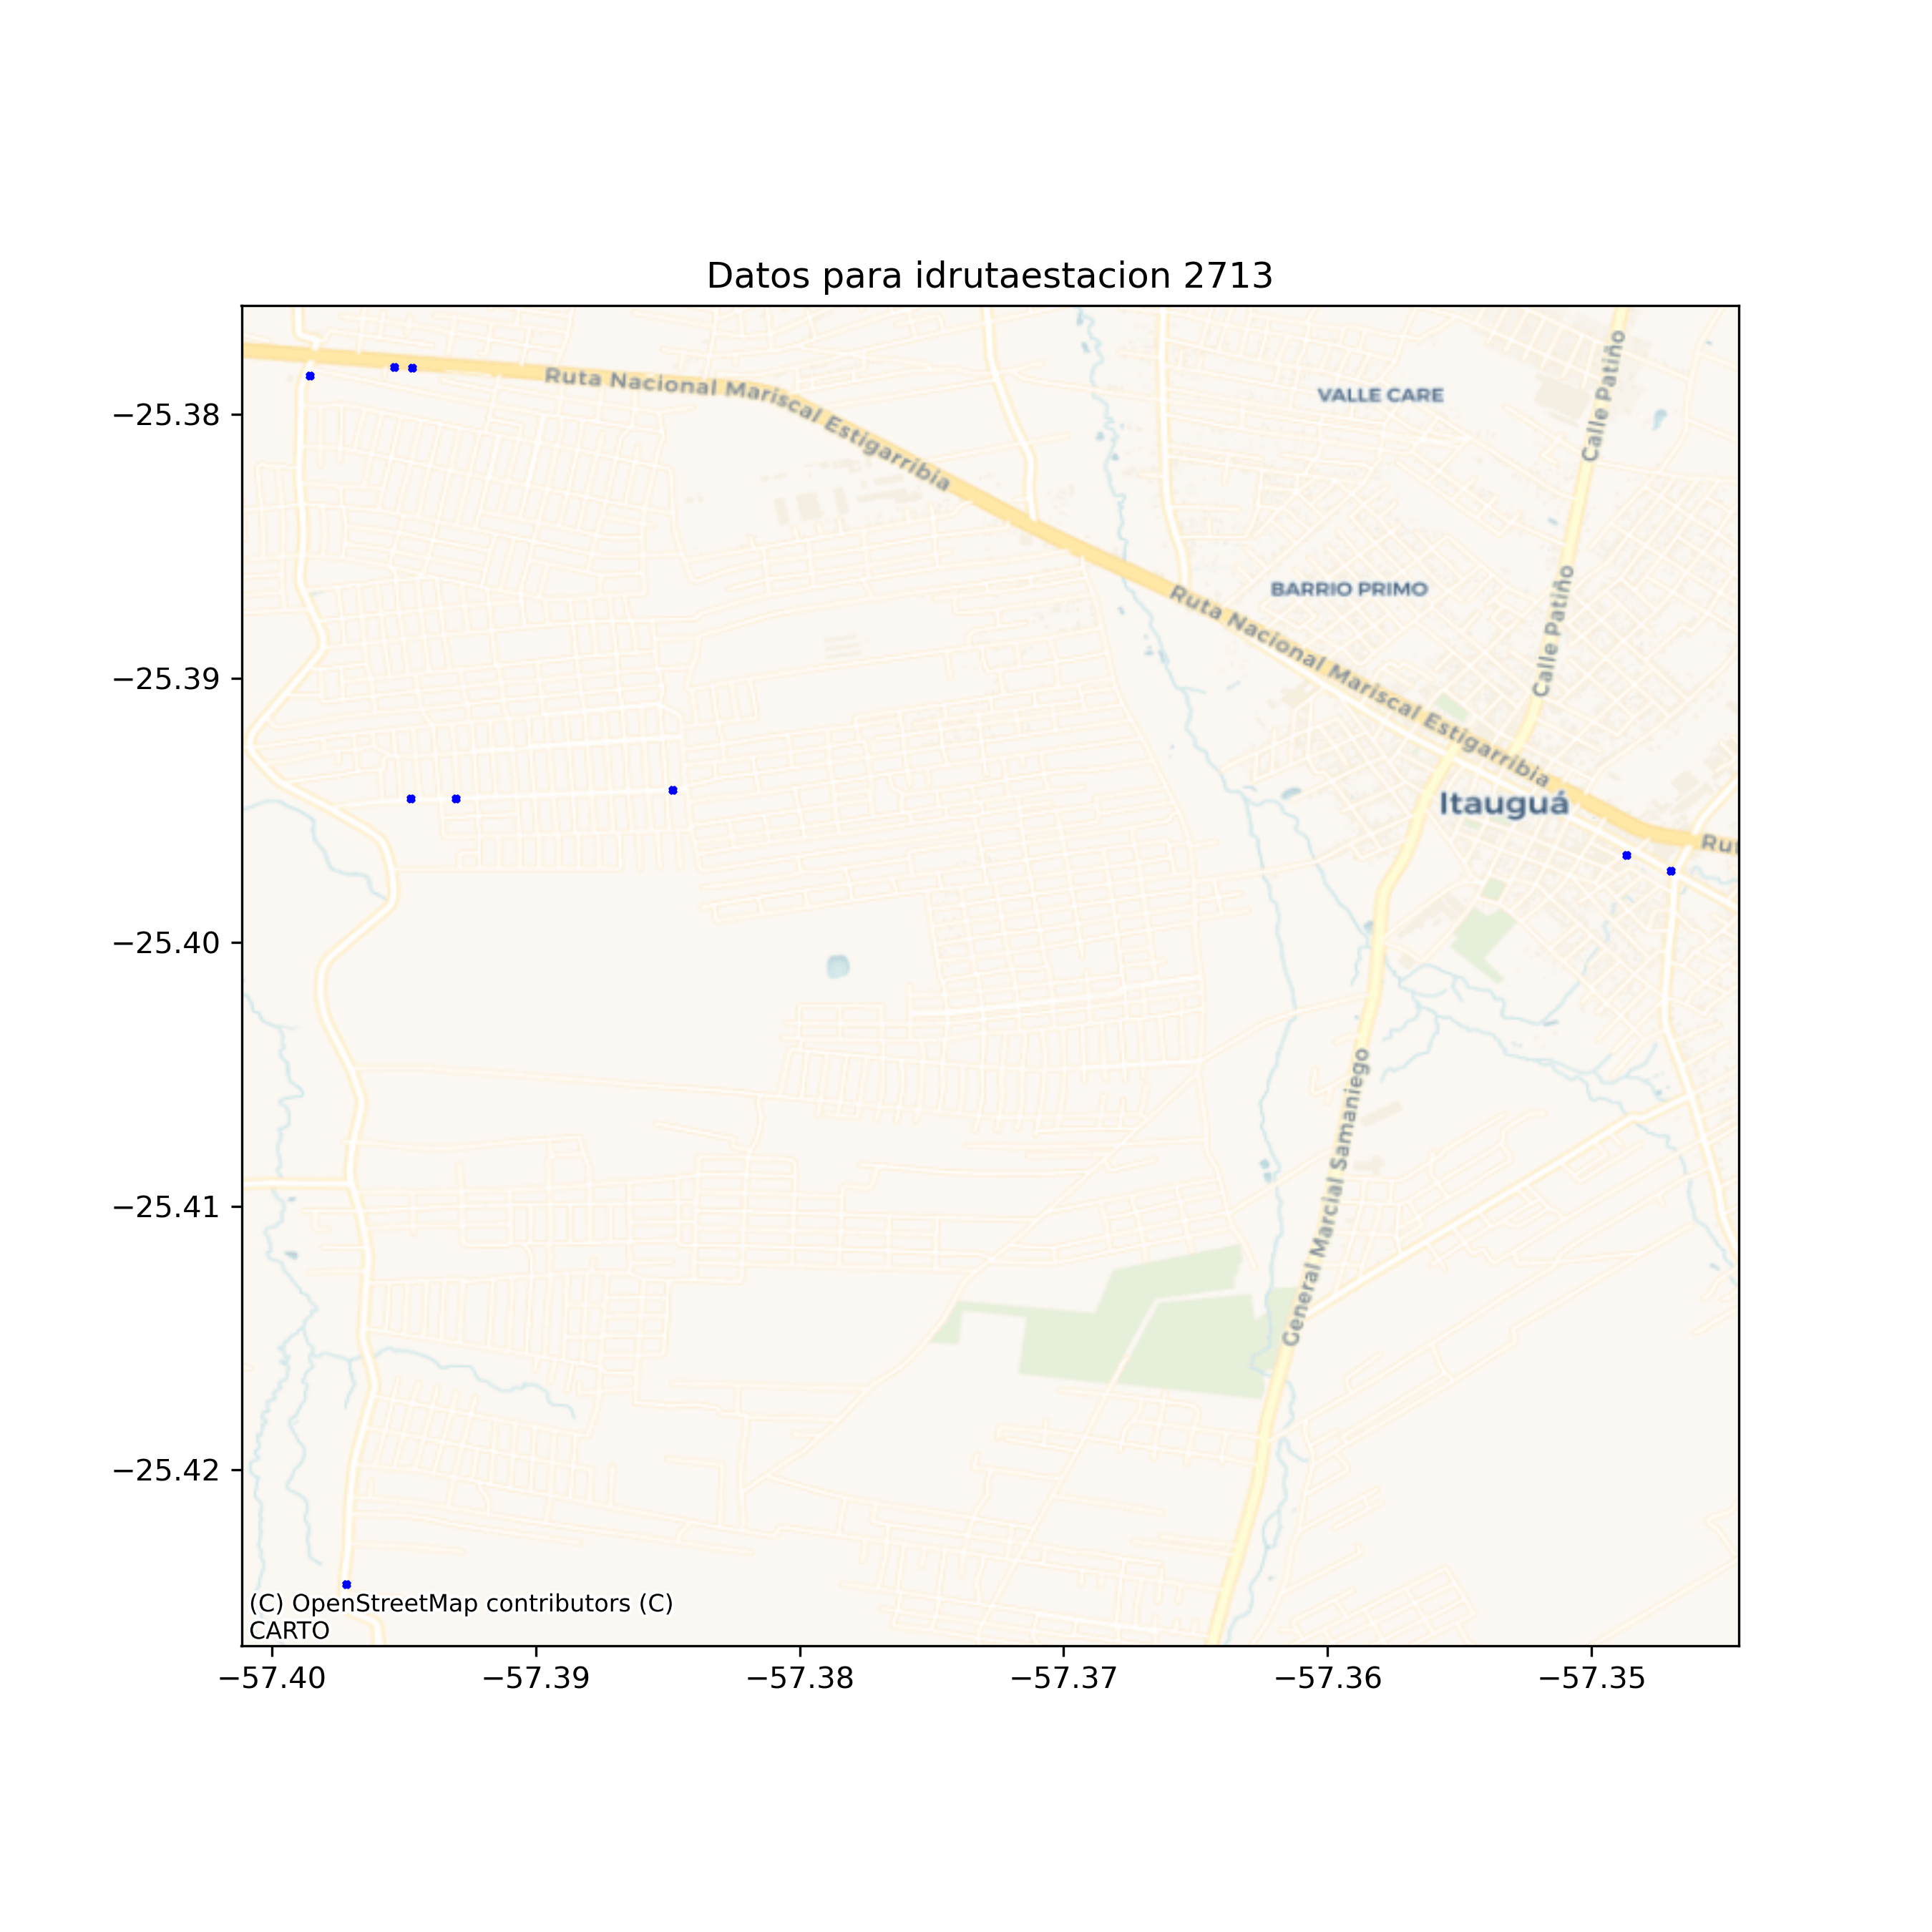 Datos para idrutaestacion 2713
Ruta Nacional Mariscal Estigarribia
VALLE CARE
Calle Patiño
BARRIO PRIMO
Calle Patiño
Ruta Nacional Mariscal Estigarribia
Itauguá
Rut
General Marcial Samaniego
−25.38
−25.39
−25.40
−25.41
−25.42
(C) OpenStreetMap contributors (C)
CARTO
−57.40
−57.39
−57.38
−57.37
−57.36
−57.35